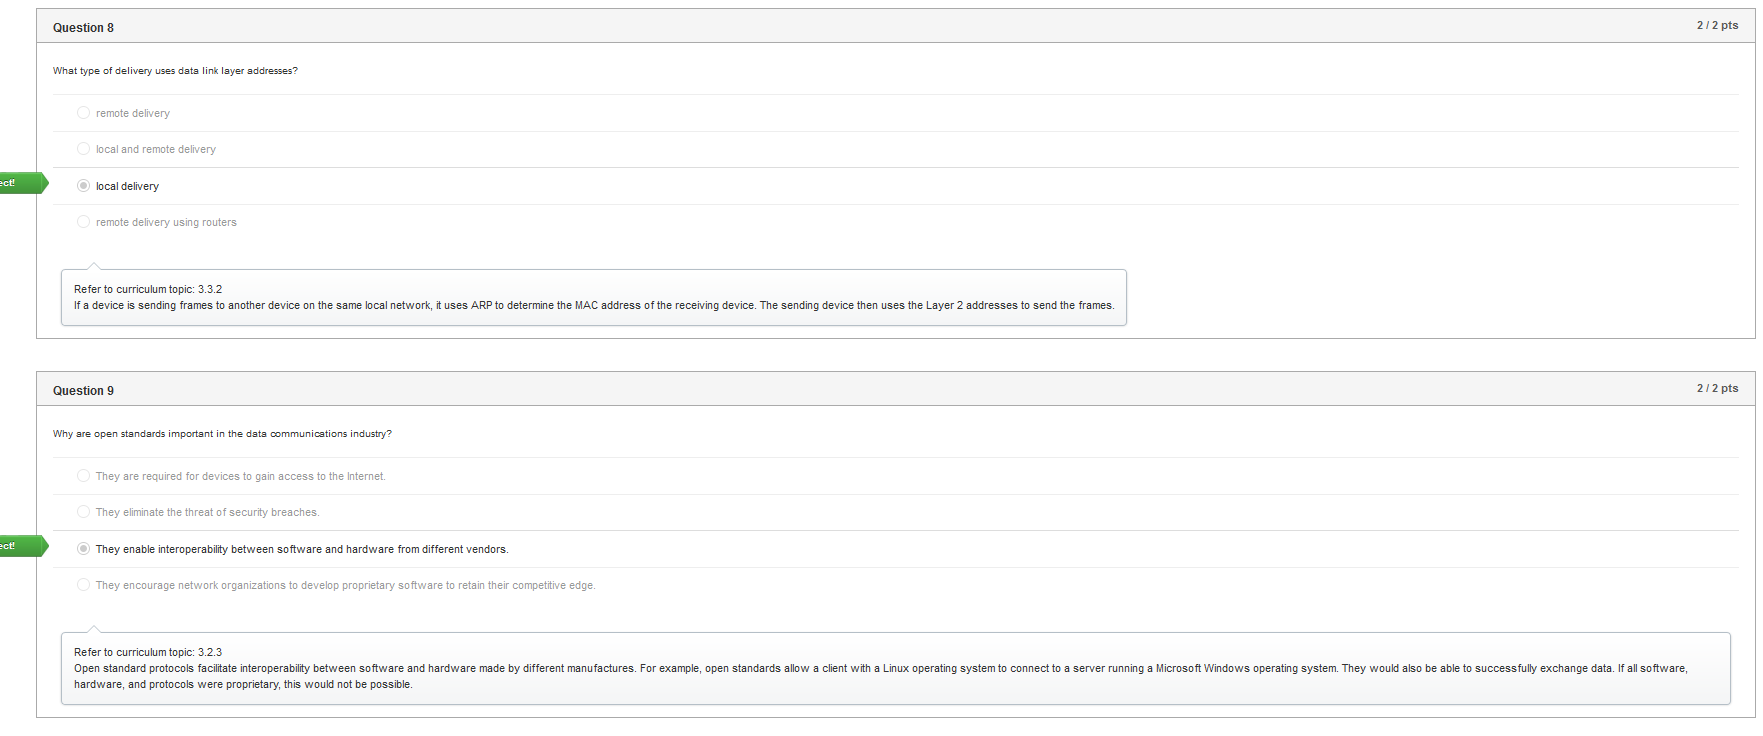 Question 8
2 / 2 pts
What type of delivery uses data link layer addresses?
remote delivery
local and remote delivery
ect!
local delivery
remote delivery using routers
Refer to curriculum topic: 3.3.2
If a device is sending frames to another device on the same local network, it uses ARP to determine the MAC address of the receiving device. The sending device then uses the Layer 2 addresses to send the frames.
Question 9
2 / 2 pts
Why are open standards important in the data communications industry?
They are required for devices to gain access to the Internet.
They eliminate the threat of security breaches.
ect!
They enable interoperability between software and hardware from different vendors.
They encourage network organizations to develop proprietary software to retain their competitive edge.
Refer to curriculum topic: 3.2.3
Open standard protocols facilitate interoperability between software and hardware made by different manufactures. For example, open standards allow a client with a Linux operating system to connect to a server running a Microsoft Windows operating system. They would also be able to successfully exchange data. If all software,
hardware, and protocols were proprietary, this would not be possible.